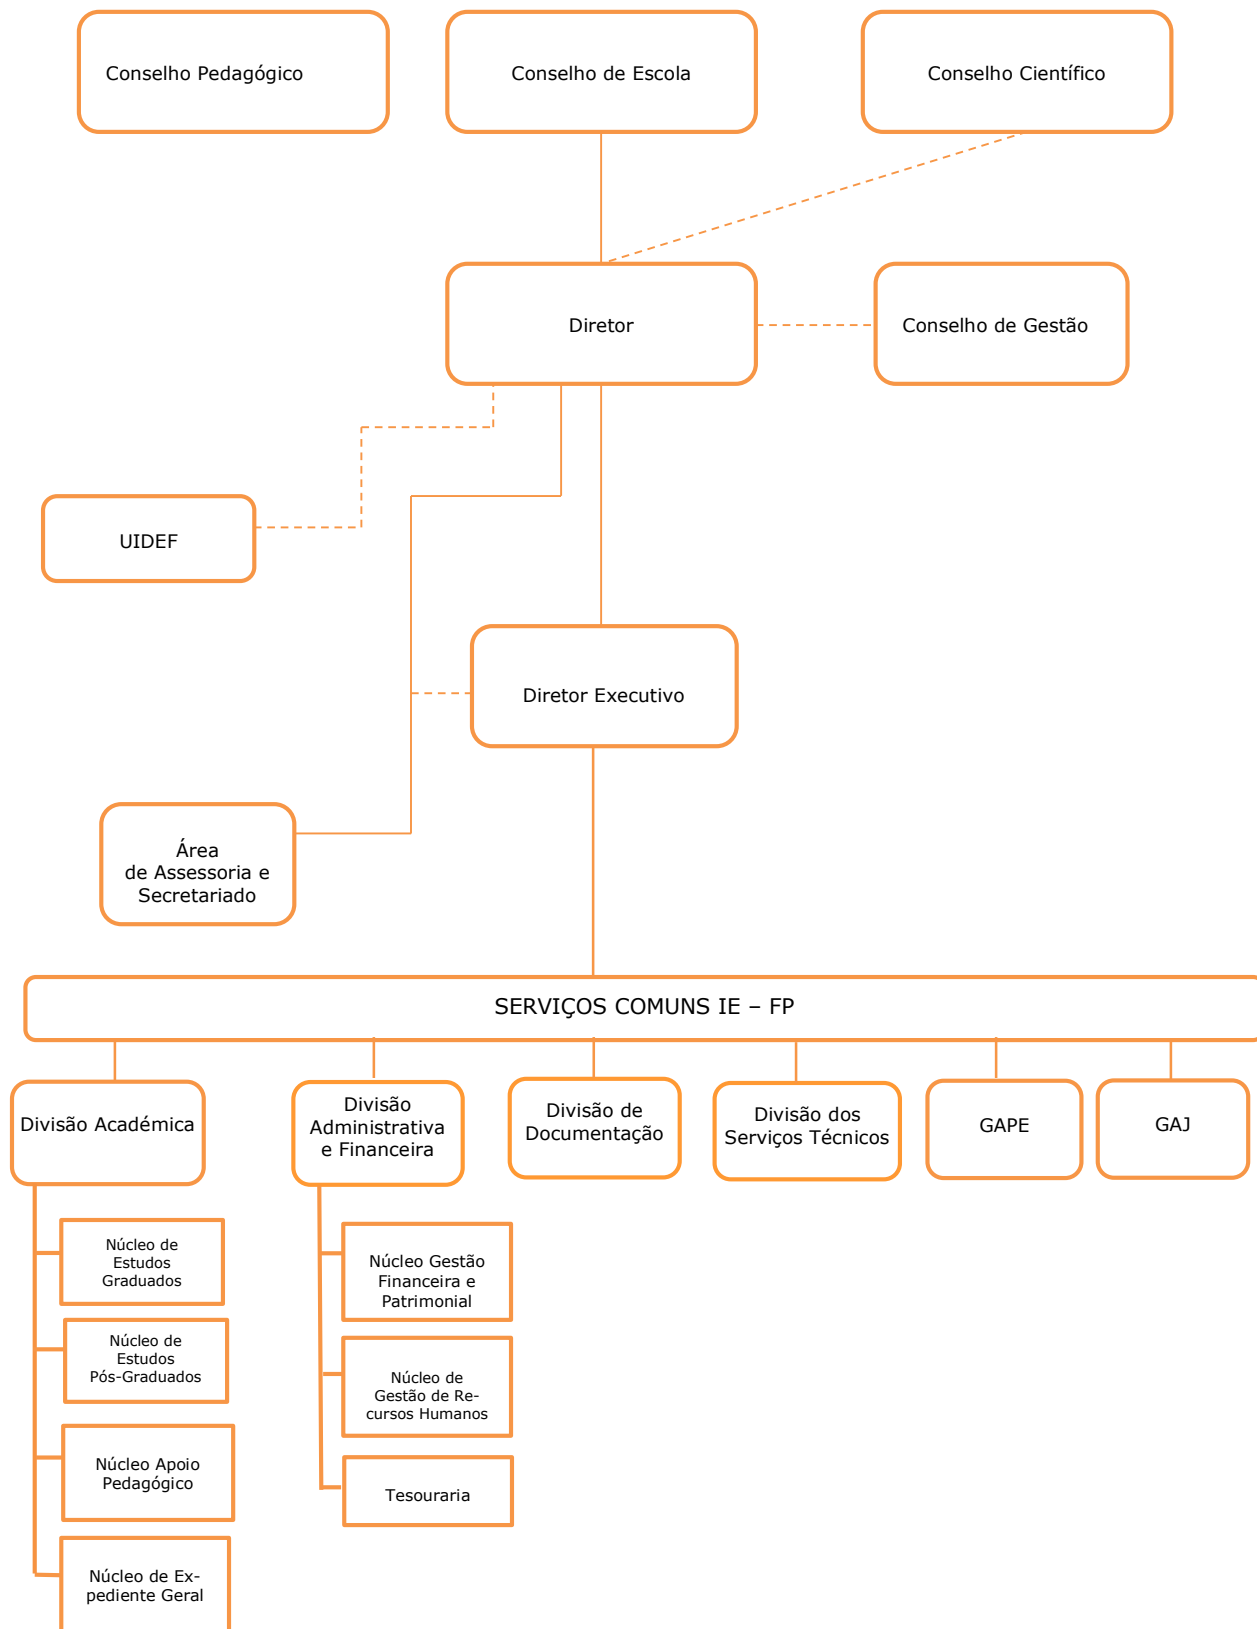 Conselho Pedagógico
Conselho de Escola
Conselho Científico
Diretor
Conselho de Gestão
UIDEF
Diretor Executivo
Área
de Assessoria e
Secretariado
SERVIÇOS COMUNS IE – FP
Divisão Académica
Divisão
Administrativa
e Financeira
Divisão de
Documentação
Divisão dos
Serviços Técnicos
GAPE
GAJ
Núcleo de
Estudos
Graduados
Núcleo de
Estudos
Pós-Graduados
Núcleo Apoio
Pedagógico
Núcleo de Ex-
pediente Geral
Núcleo Gestão
Financeira e
Patrimonial
Núcleo de
Gestão de Re-
cursos Humanos
Tesouraria